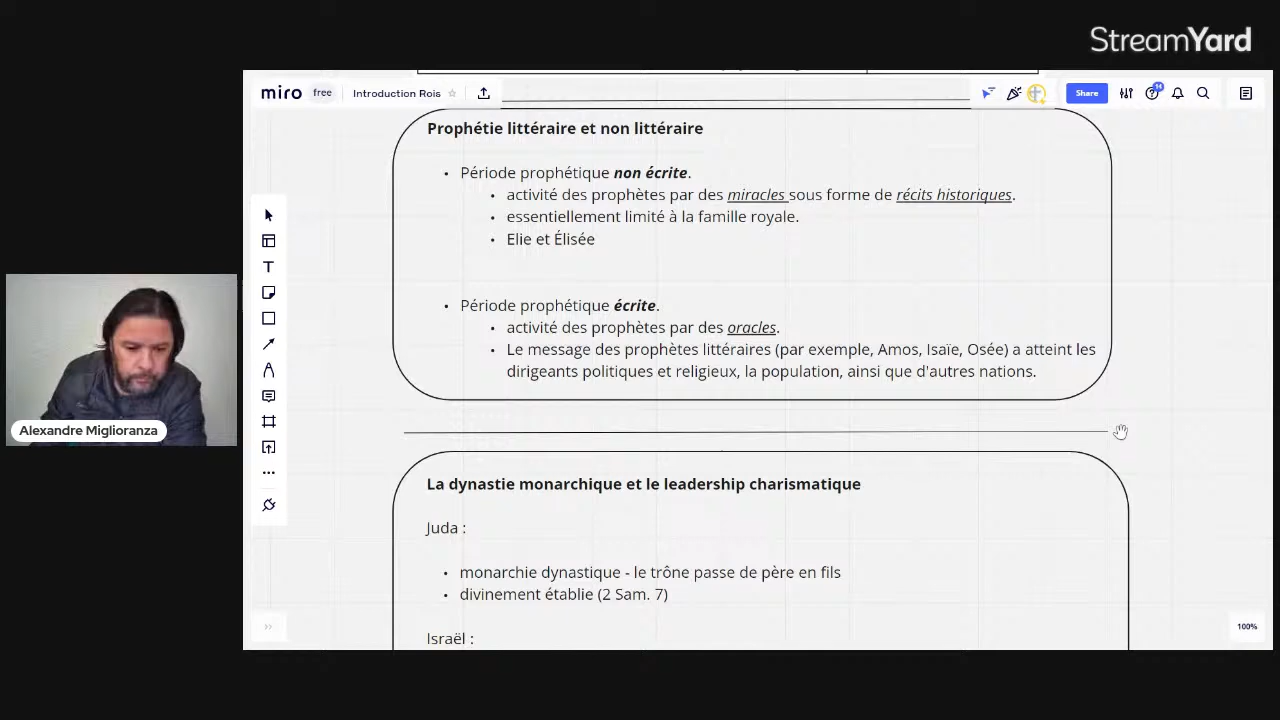 StreamYard
miro free Introduction Rois
Share
14
Prophétie littéraire et non littéraire
• Période prophétique non écrite.
• activité des prophètes par des miracles sous forme de récits historiques.
• essentiellement limité à la famille royale.
• Elie et Élisée
• Période prophétique écrite.
• activité des prophètes par des oracles.
• Le message des prophètes littéraires (par exemple, Amos, Isaïe, Osée) a atteint les
dirigeants politiques et religieux, la population, ainsi que d'autres nations.
Alexandre Miglioranza
La dynastie monarchique et le leadership charismatique
Juda :
• monarchie dynastique - le trône passe de père en fils
• divinement établie (2 Sam. 7)
Israël :
100%